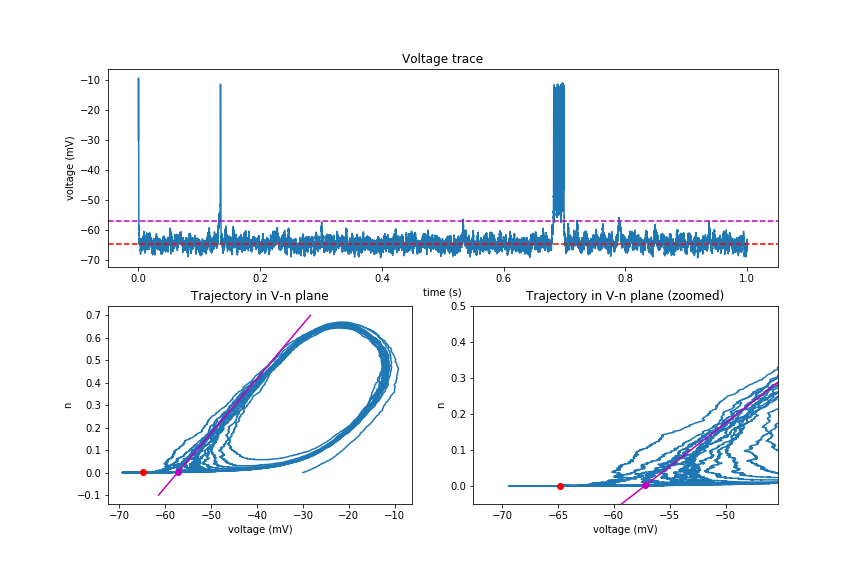 Voltage trace
voltage (mV)
−10
−20
−30
−40
−50
−60
−70
0.0 0.2 0.4 0.6 0.8 1.0
time (s)
Trajectory in V-n plane
n
0.7
0.6
0.5
0.4
0.3
0.2
0.1
0.0
−0.1
−70 −60 −50 −40 −30 −20 −10
voltage (mV)
Trajectory in V-n plane (zoomed)
n
0.5
0.4
0.3
0.2
0.1
0.0
−70 −65 −60 −55 −50
voltage (mV)